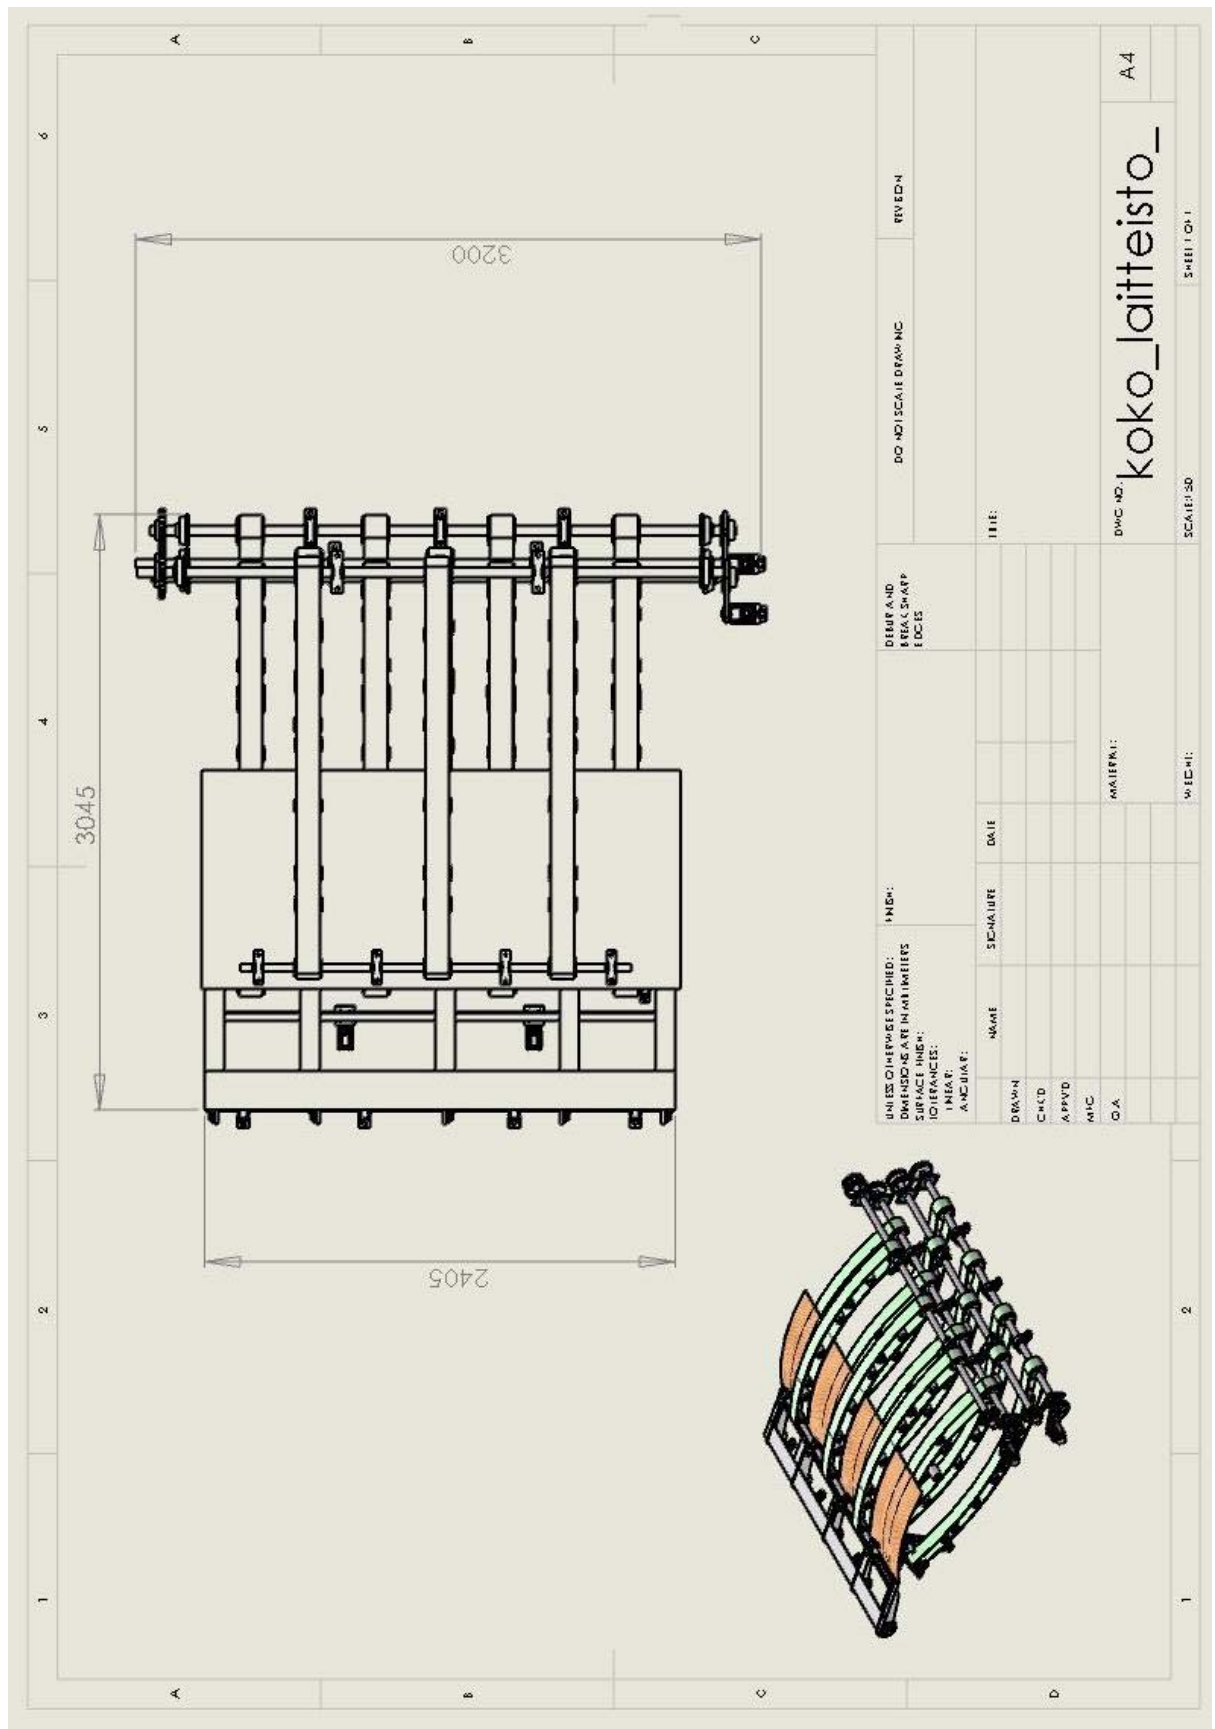 1 2 3 4 5 6
A A
3045
B B
2405
3200
C C
D
UNLESS OTHERWISE SPECIFIED:
DIMENSIONS ARE IN MILLIMETERS
SURFACE FINISH:
TOLERANCES:
LINEAR:
ANGULAR:
FINISH:
DEBUR AND
BREAK SHARP
EDGES
DO NOT SCALE DRAWING
REVISION
NAME SIGNATURE DATE
TITLE:
DRAWN
CHK'D
APPV'D
MFG
Q.A
MATERIAL:
DWG NO.
koko_laitteisto_
A4
WEIGHT:
SCALE:1:50
SHEET 1 OF 1
1 2